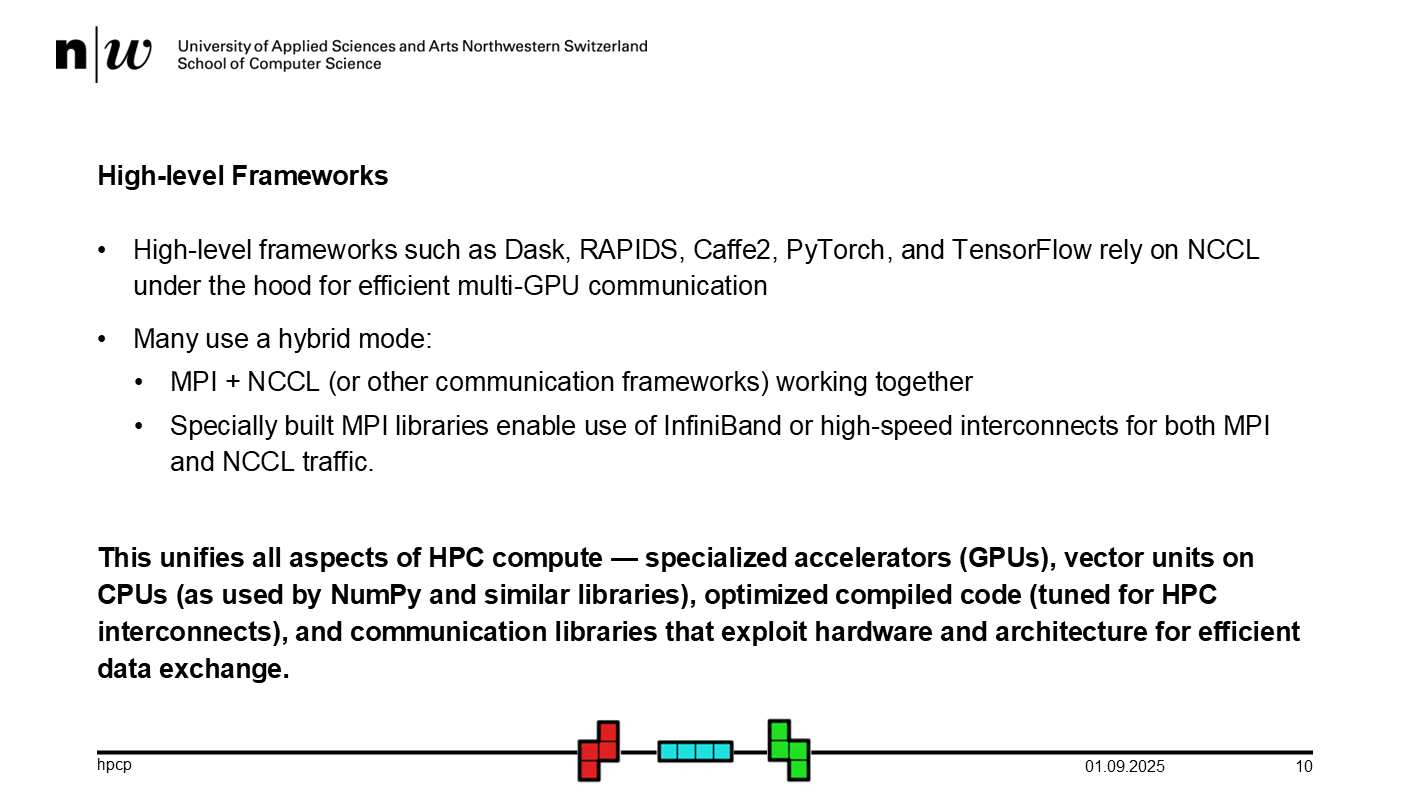 n|w University of Applied Sciences and Arts Northwestern Switzerland
School of Computer Science
High-level Frameworks
• High-level frameworks such as Dask, RAPIDS, Caffe2, PyTorch, and TensorFlow rely on NCCL
under the hood for efficient multi-GPU communication
• Many use a hybrid mode:
• MPI + NCCL (or other communication frameworks) working together
• Specially built MPI libraries enable use of InfiniBand or high-speed interconnects for both MPI
and NCCL traffic.
This unifies all aspects of HPC compute — specialized accelerators (GPUs), vector units on
CPUs (as used by NumPy and similar libraries), optimized compiled code (tuned for HPC
interconnects), and communication libraries that exploit hardware and architecture for efficient
data exchange.
hpcp 01.09.2025 10